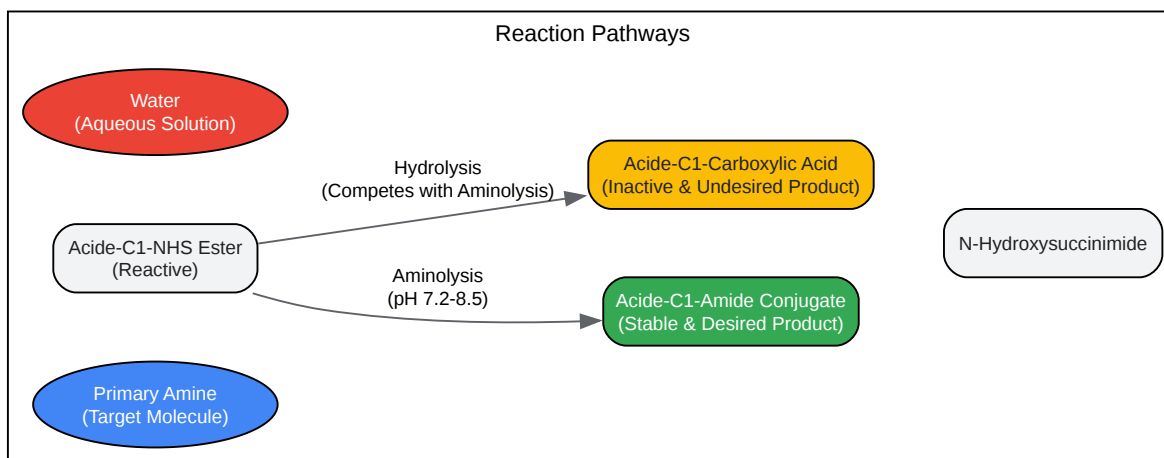 Reaction Pathways
Water
(Aqueous Solution)
Hydrolysis
(Competes with Aminolysis)
Acide-C1-Carboxylic Acid
(Inactive & Undesired Product)
Acide-C1-NHS Ester
(Reactive)
N-Hydroxysuccinimide
Aminolysis
(pH 7.2-8.5)
Acide-C1-Amide Conjugate
(Stable & Desired Product)
Primary Amine
(Target Molecule)